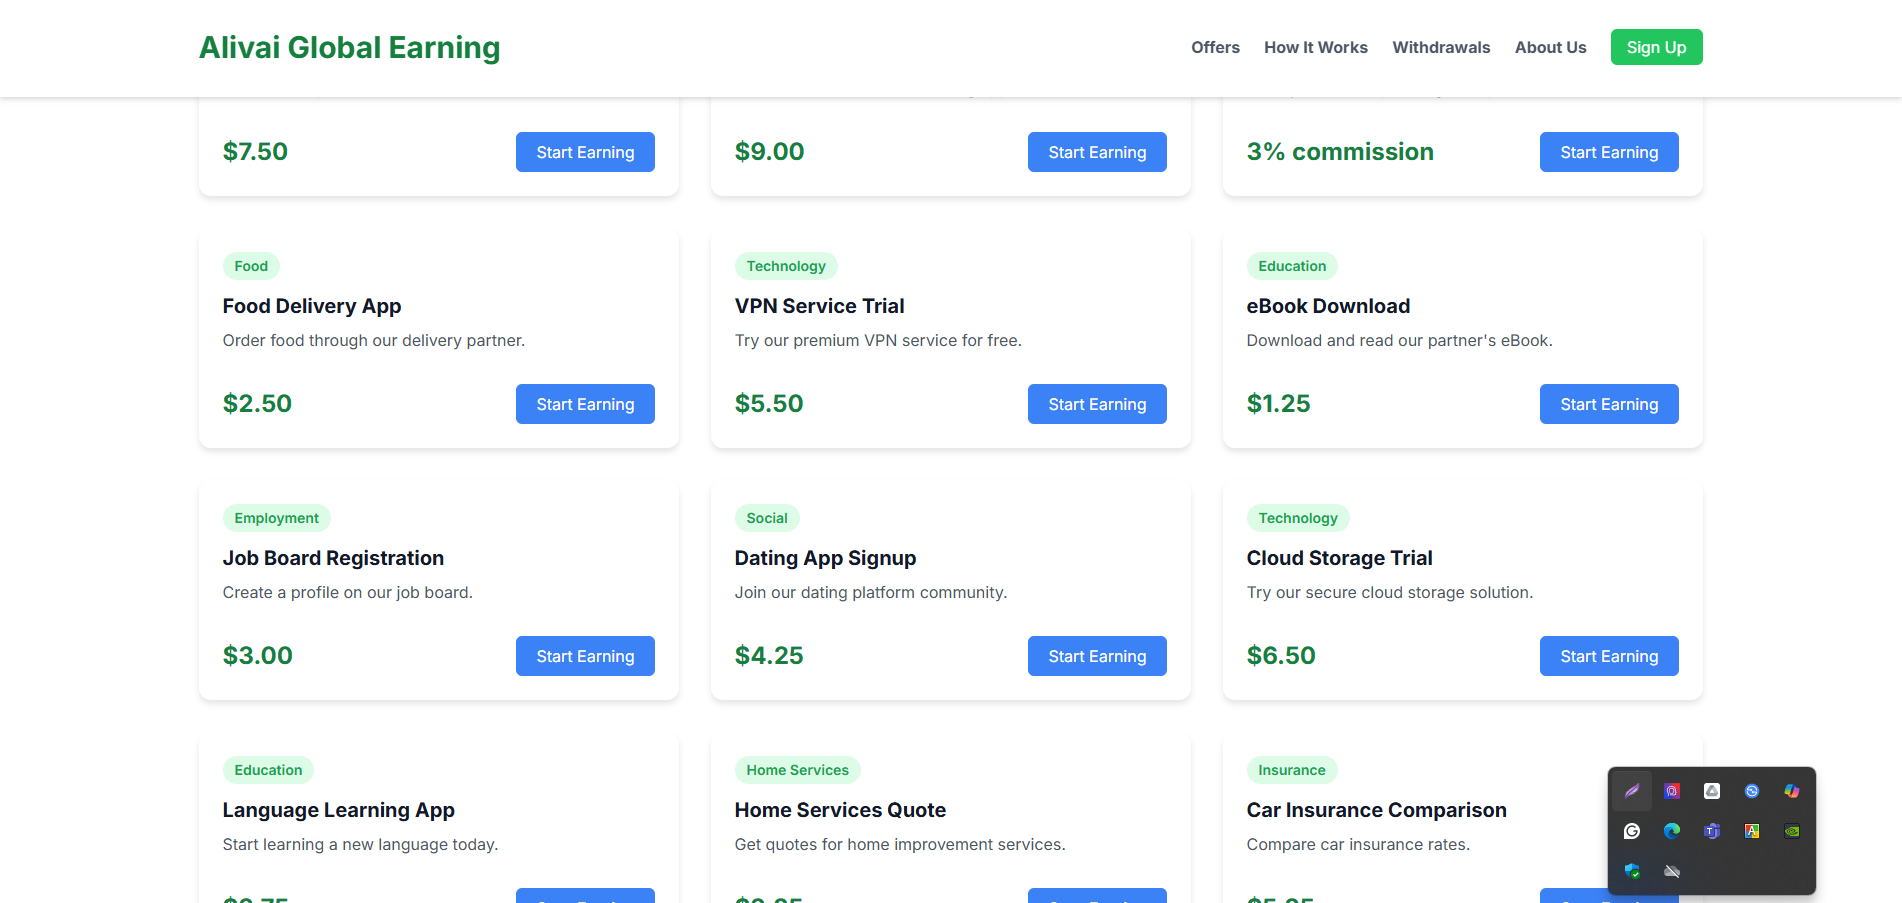 Alivai Global Earning
Offers How It Works Withdrawals About Us Sign Up
$7.50 Start Earning $9.00 Start Earning 3% commission Start Earning
Food Technology Education
Food Delivery App VPN Service Trial eBook Download
Order food through our delivery partner. Try our premium VPN service for free. Download and read our partner's eBook.
$2.50 Start Earning $5.50 Start Earning $1.25 Start Earning
Employment Social Technology
Job Board Registration Dating App Signup Cloud Storage Trial
Create a profile on our job board. Join our dating platform community. Try our secure cloud storage solution.
$3.00 Start Earning $4.25 Start Earning $6.50 Start Earning
Education Home Services Insurance
Language Learning App Home Services Quote Car Insurance Comparison
Start learning a new language today. Get quotes for home improvement services. Compare car insurance rates.